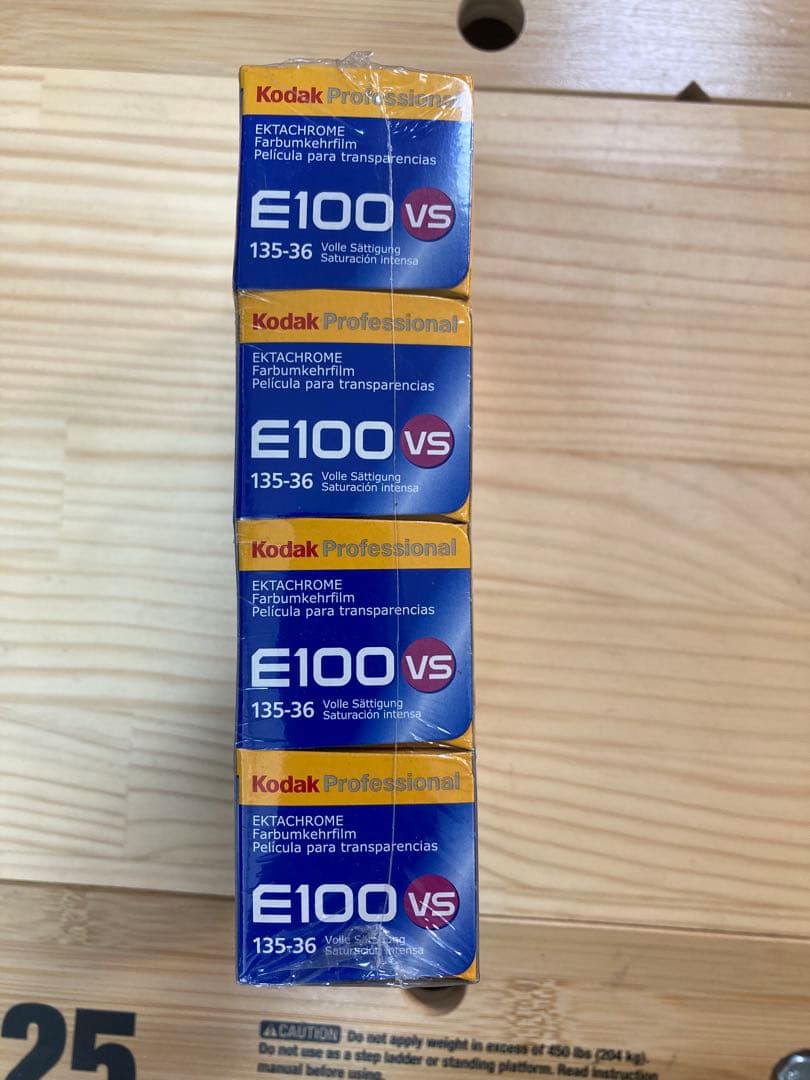 Kodak Professional
EKTACHROME
Farbumkehrfilm
Película para transparencias
E100 VS
135-36 Volle Sättigung
Saturación intensa
Kodak Professional
EKTACHROME
Farbumkehrfilm
Película para transparencias
E100 VS
135-36 Volle Sättigung
Saturación intensa
Kodak Professional
EKTACHROME
Farbumkehrfilm
Película para transparencias
E100 VS
135-36 Volle Sättigung
Saturación intensa
Kodak Professional
EKTACHROME
Farbumkehrfilm
Película para transparencias
E100 VS
135-36 Volle Sättigung
Saturación intensa
25
CAUTION Do not apply weight in excess of 450 lbs (204 kg).
Do not use as a step ladder or standing platform. Read instruction
manual before using.